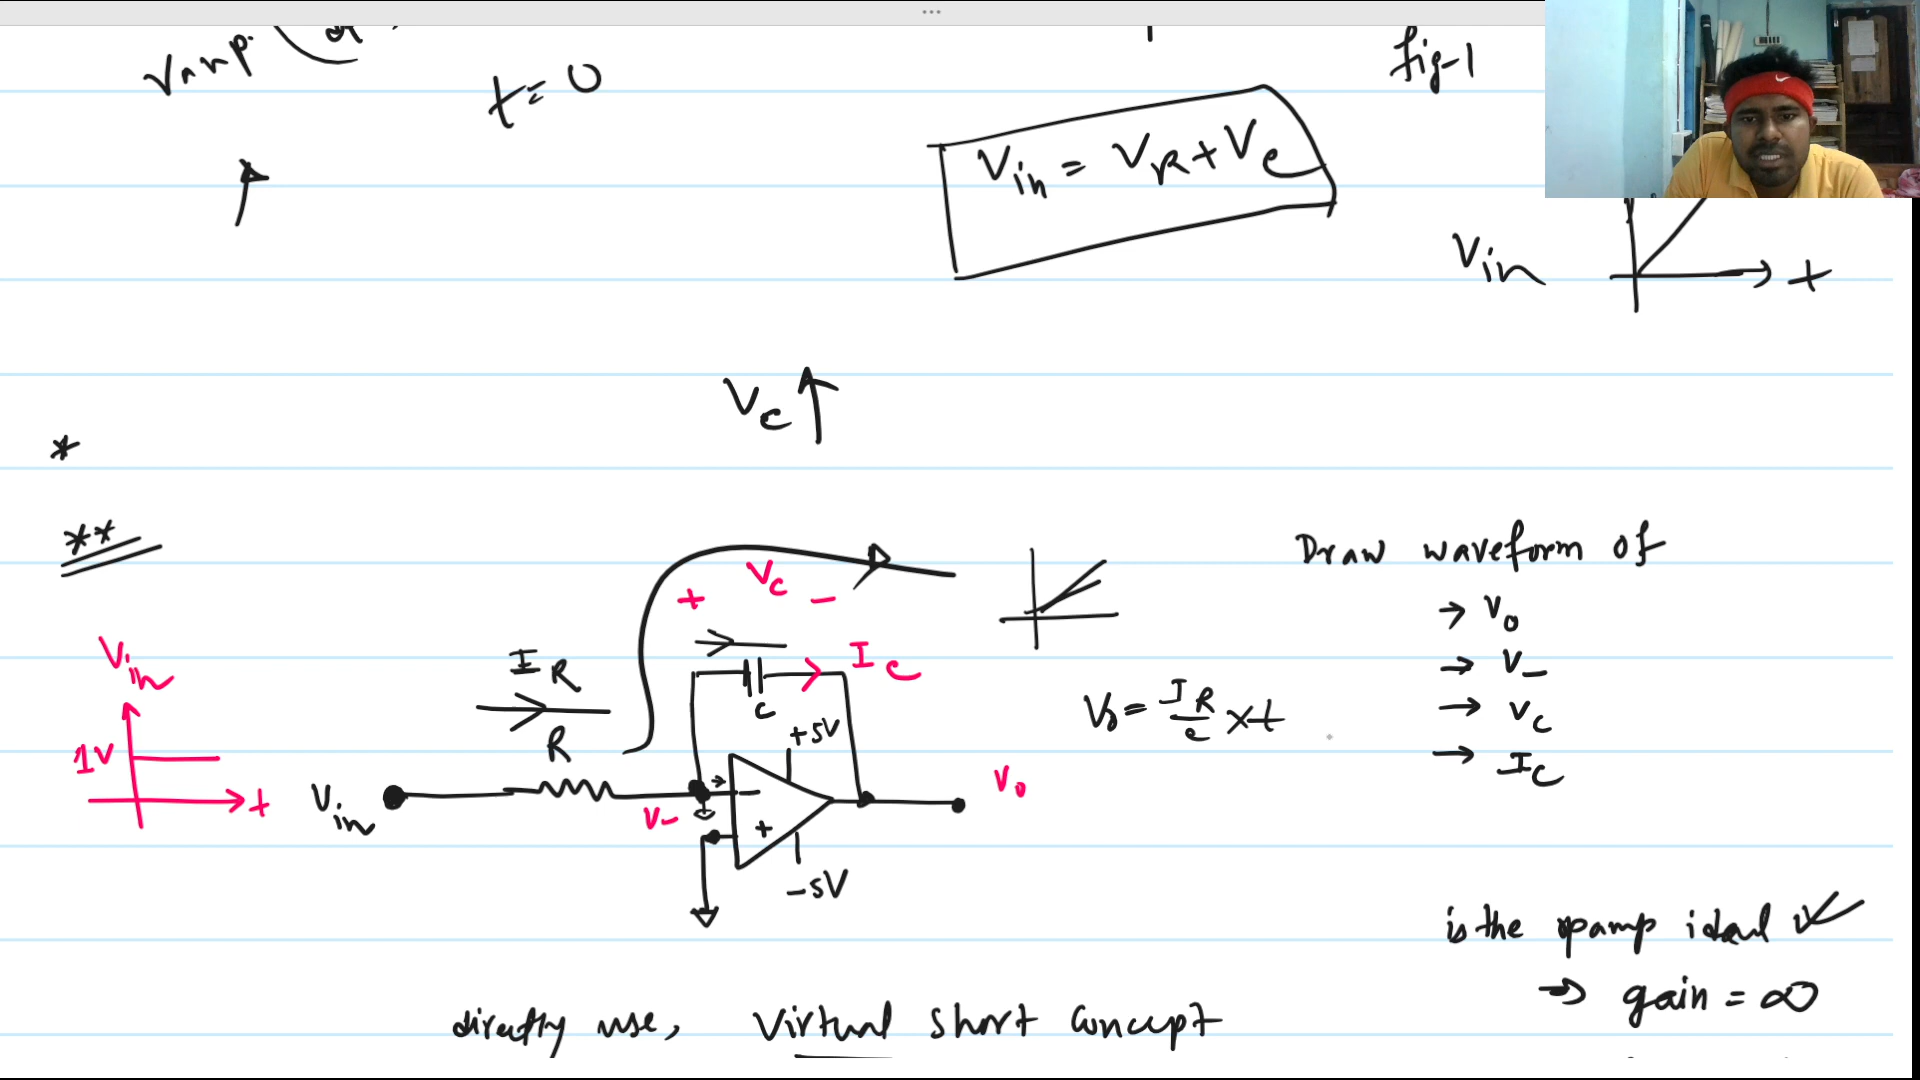 t = 0
fig-1
Vin = VR + Vc
Vin
t
Vc ↑
*
**
Draw waveform of
→ Vo
→ V-
→ Vc
→ Ic
+ Vc -
Vin
1V
t
IR
R
Ic
c
+5V
-5V
Vin
V-
-
+
Vo
= IR/c × t
is the opamp ideal ✓
⇒ gain = ∞
directly use, Virtual short concept